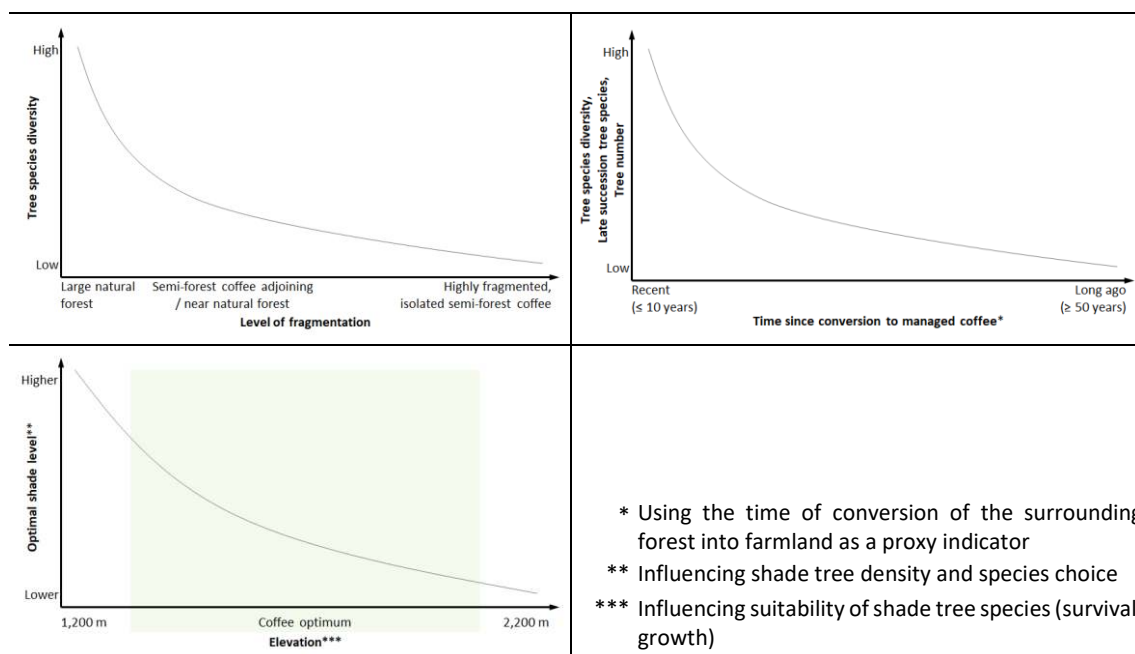 High
Tree species diversity
Low
Large natural
forest
Semi-forest coffee adjoining
/ near natural forest
Highly fragmented,
isolated semi-forest coffee
Level of fragmentation
High
Tree species diversity,
Late succession tree species,
Tree number
Low
Recent
(≤ 10 years)
Long ago
(≥ 50 years)
Time since conversion to managed coffee*
Higher
Optimal shade level**
Lower
1,200 m
Coffee optimum
2,200 m
Elevation***
* Using the time of conversion of the surrounding
forest into farmland as a proxy indicator
** Influencing shade tree density and species choice
*** Influencing suitability of shade tree species (survival
growth)